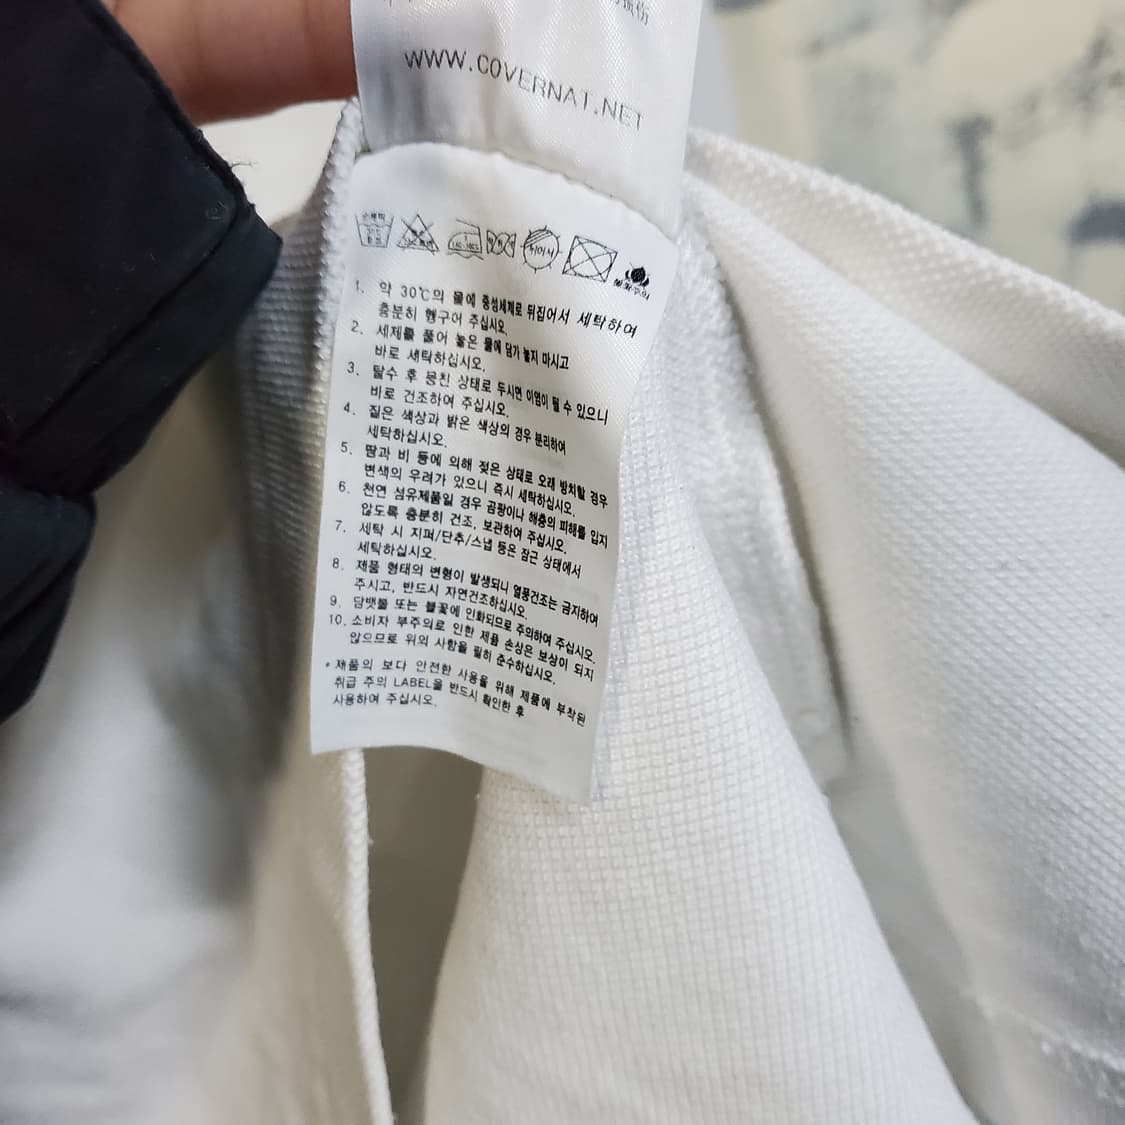 WWW.COVERNAT.NET
1. 약 30℃의 물에 중성세제로 뒤집어서 세탁하여
충분히 헹구어 주십시오.
2. 세제를 풀어 놓은 물에 담가 놓지 마시고
바로 세탁하십시오.
3. 탈수 후 뭉친 상태로 두시면 이염이 될 수 있으니
바로 건조하여 주십시오.
4. 짙은 색상과 밝은 색상의 경우 분리하여
세탁하십시오.
5. 땀과 비 등에 의해 젖은 상태로 오래 방치할 경우
변색의 우려가 있으니 즉시 세탁하십시오.
6. 천연 섬유제품일 경우 곰팡이나 해충의 피해를 입지
않도록 충분히 건조, 보관하여 주십시오.
7. 세탁 시 지퍼/단추/스냅 등은 잠근 상태에서
세탁하십시오.
8. 제품 형태의 변형이 발생되니 열풍건조는 금지하여
주시고, 반드시 자연건조하십시오.
9. 담뱃불 또는 불꽃에 인화되므로 주의하여 주십시오.
10. 소비자 부주의로 인한 제품 손상은 보상이 되지
않으므로 위의 사항을 필히 준수하십시오.
* 제품의 보다 안전한 사용을 위해 제품에 부착된
취급 주의 LABEL을 반드시 확인한 후
사용하여 주십시오.